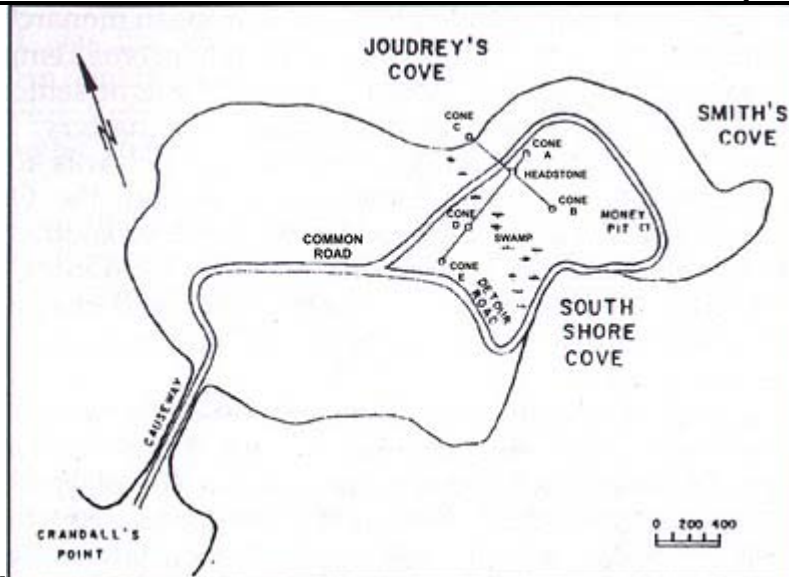 JOUDREY'S
COVE
SMITH'S
COVE
CONE
C
CONE
A
HEADSTONE
CONE
B
MONEY
PIT
CONE
D
SWAMP
COMMON
ROAD
CONE
E
DETOUR
ROAD
SOUTH
SHORE
COVE
CAUSEWAY
CRANDALL'S
POINT
0 200 400
N